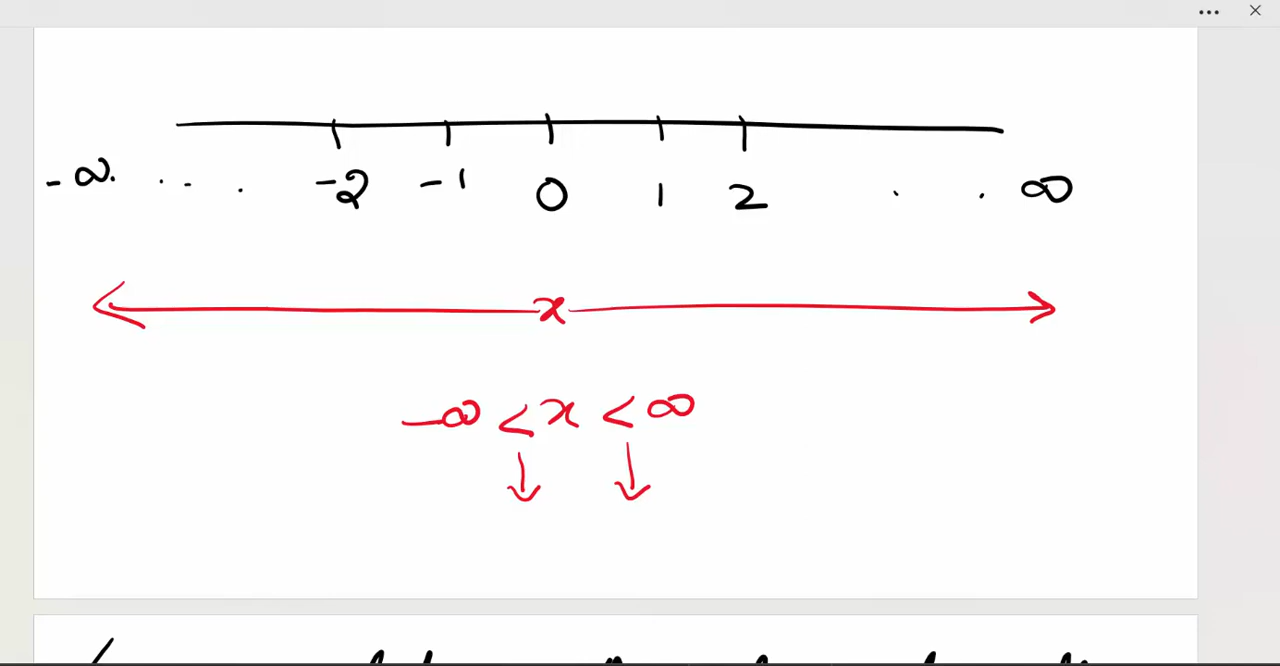 -∞ . . . . -2 -1 0 1 2 . . ∞
x
-∞ < x < ∞